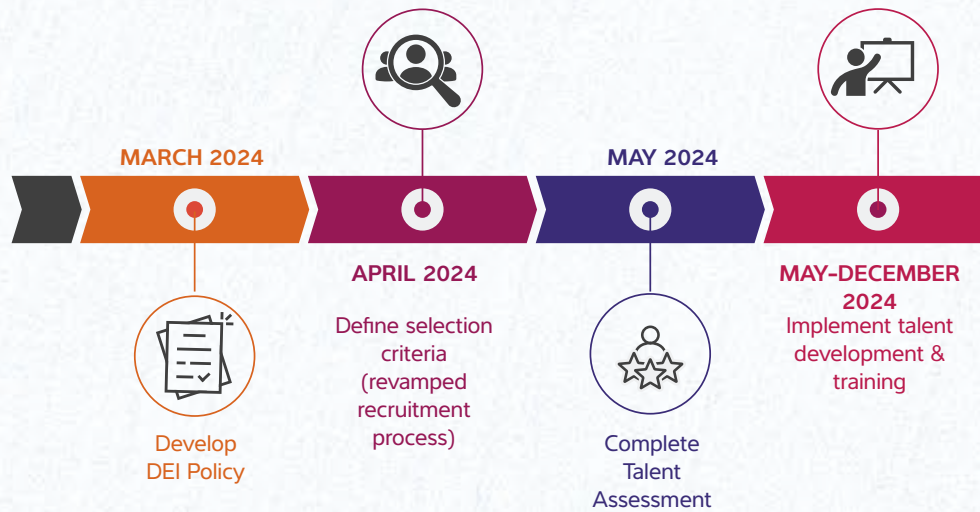 MARCH 2024
Develop
DEI Policy
APRIL 2024
Define selection
criteria
(revamped
recruitment
process)
MAY 2024
Complete
Talent
Assessment
MAY–DECEMBER
2024
Implement talent
development &
training